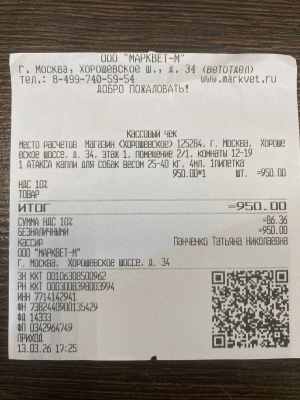 ООО "МАРКВЕТ-М"
Г. Москва, Хорошевское ш., д. 34 (ветотдел)
тел.: 8-499-740-59-54 www.markvet.ru
ДОБРО ПОЖАЛОВАТЬ!
Кассовый чек
Место расчетов Магазин (Хорошевское) 125284, г. Москва, Хороше
вское шоссе, д. 34, этаж 1, помещение 2/1, комнаты 12-19
1 АТАКСА капли для собак весом 25-40 кг. 4мл. 1пипетка
950.00*1 шт. =950.00
НДС 10%
ТОВАР
ИТОГ =950.00
СУММА НДС 10% =86.36
БЕЗНАЛИЧНЫМИ =950.00
Кассир Панченко Татьяна Николаевна
ООО "МАРКВЕТ-М"
Г. Москва, Хорошевское шоссе, д. 34
ЗН ККТ 00106308500962
РН ККТ 0003008398003994
ИНН 7714142941
ФН 7382440900135429
ФД 14333
ФП 0342964749
ПРИХОД
13.03.26 17:25